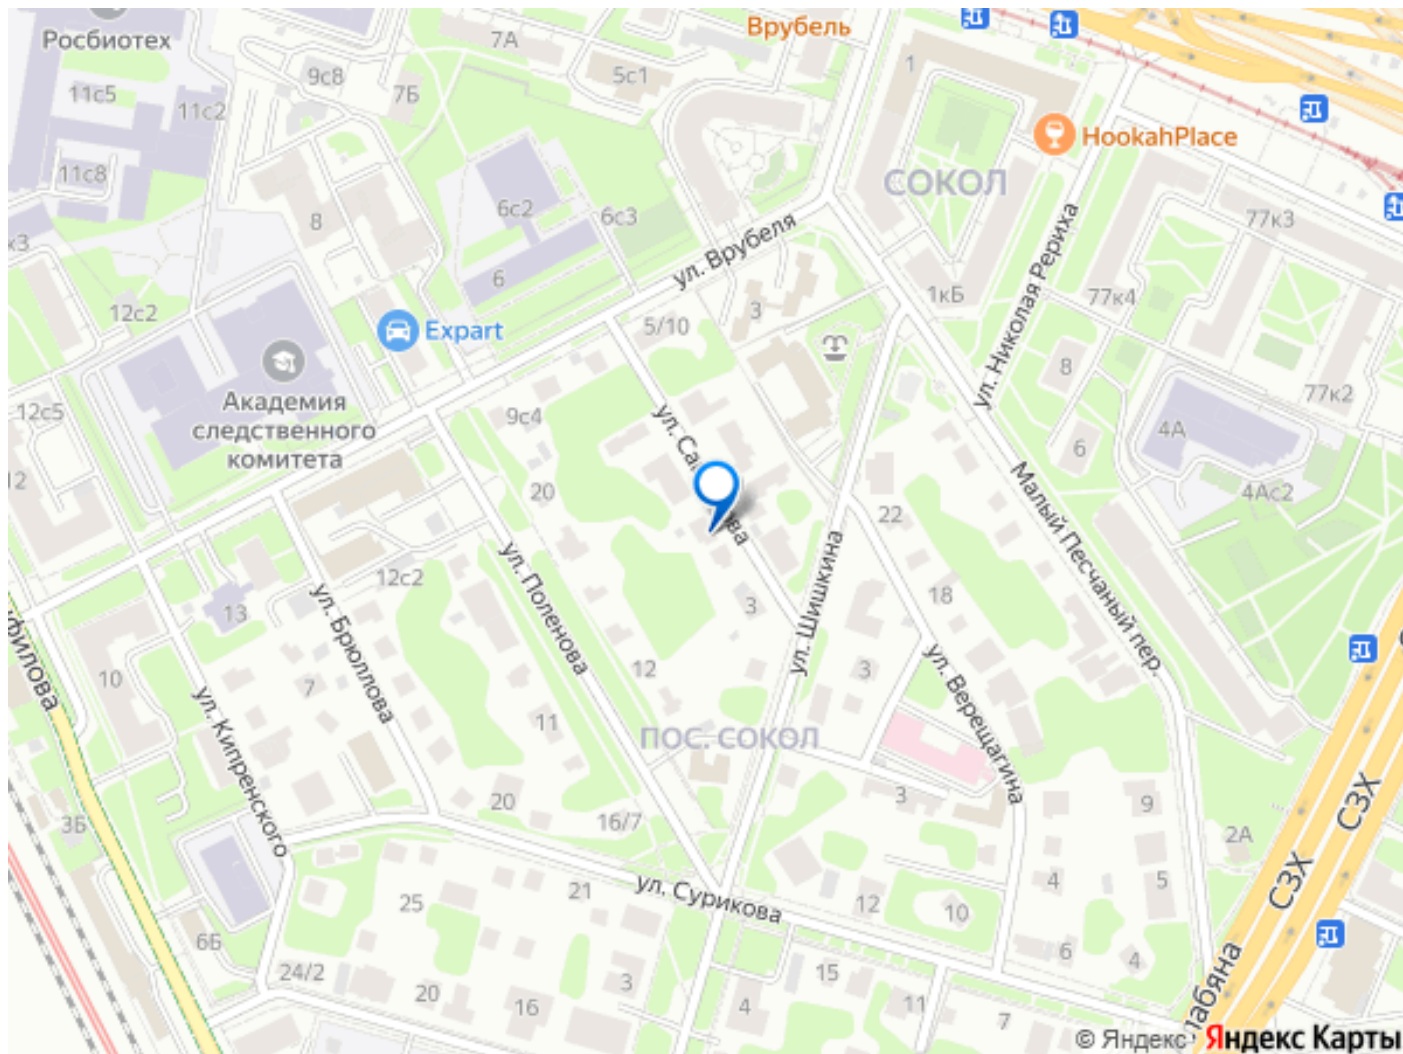 Росбиотех
11с5
11с2
11с8
к3
9с8
7А
7Б
5с1
Врубель
1
HookahPlace
СОКОЛ
77к3
77к4
77к2
1кБ
8
6с2
6с3
6
ул. Врубеля
12с2
Expart
5/10
3
ул. Николая Рериха
8
6
4А
4Ас2
Академия
следственного
комитета
12с5
12
9с4
20
22
18
Малый Песчаный пер.
ул. Шишкина
ул. Поленова
12с2
13
ул. Брюллова
10
7
ул. Кипренского
11
12
3
3
ул. Верещагина
ПОС. СОКОЛ
20
16/7
3
9
2А
СЗХ
СЗХ
3Б
25
21
ул. Сурикова
12
10
4
5
6
4
6Б
24/2
20
16
3
4
15
11
7
© Яндекс
Яндекс Карты